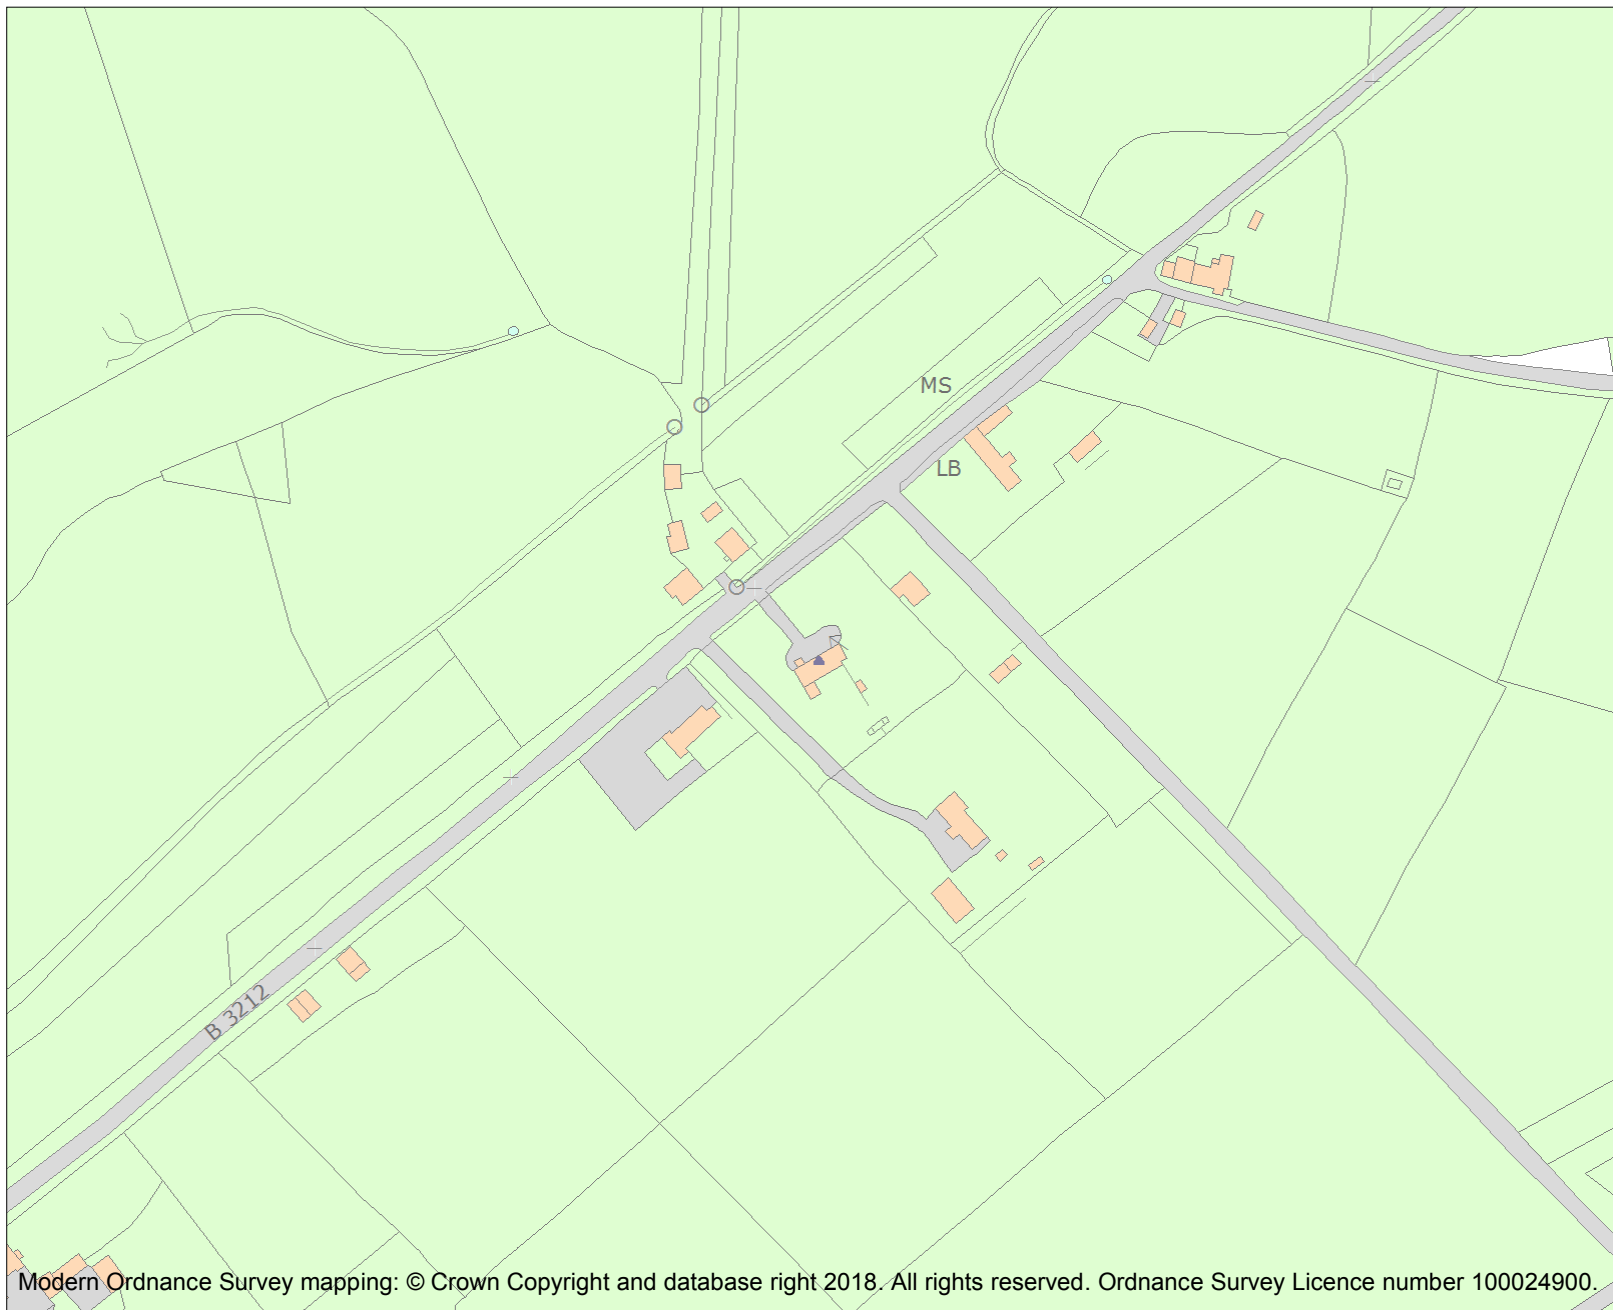 MS
LB
B 3212
Modern Ordnance Survey mapping: © Crown Copyright and database right 2018. All rights reserved. Ordnance Survey Licence number 100024900.